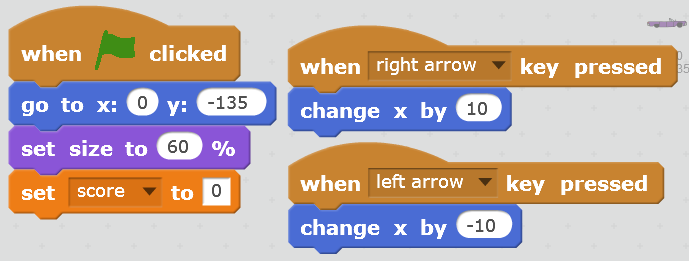 when clicked
go to x: 0 y: -135
set size to 60 %
set score to 0
when right arrow key pressed
change x by 10
when left arrow key pressed
change x by -10